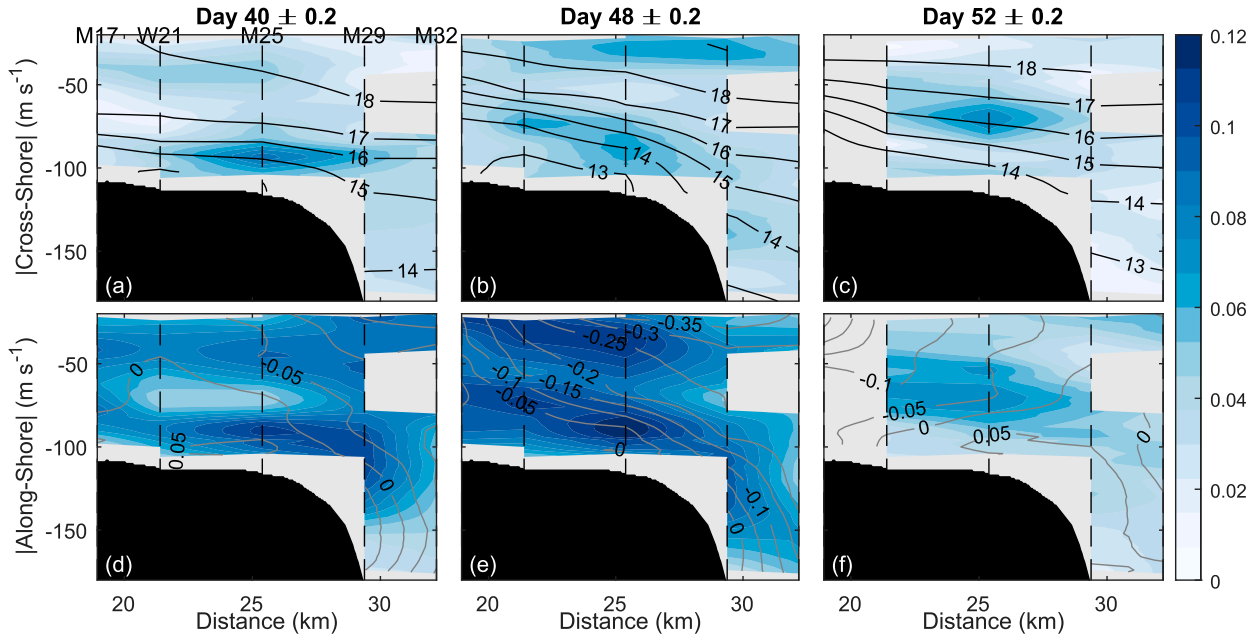 Day 40 ± 0.2
Day 48 ± 0.2
Day 52 ± 0.2
M17 W21 M25 M29 M32
|Cross-Shore| (m s⁻¹)
-50
-100
-150
18
17
16
15
14
(a)
18
17
16
15
14
13
14
(b)
18
17
16
15
14
14
13
(c)
0.12
0.1
0.08
0.06
0.04
0.02
0
|Along-Shore| (m s⁻¹)
-50
-100
-150
0
-0.05
0.05
0
(d)
-0.35
-0.3
-0.25
-0.2
-0.15
-0.1
-0.05
0
-0.1
0
(e)
-0.1
-0.05
0
0.05
0
(f)
20 25 30
20 25 30
20 25 30
Distance (km)
Distance (km)
Distance (km)